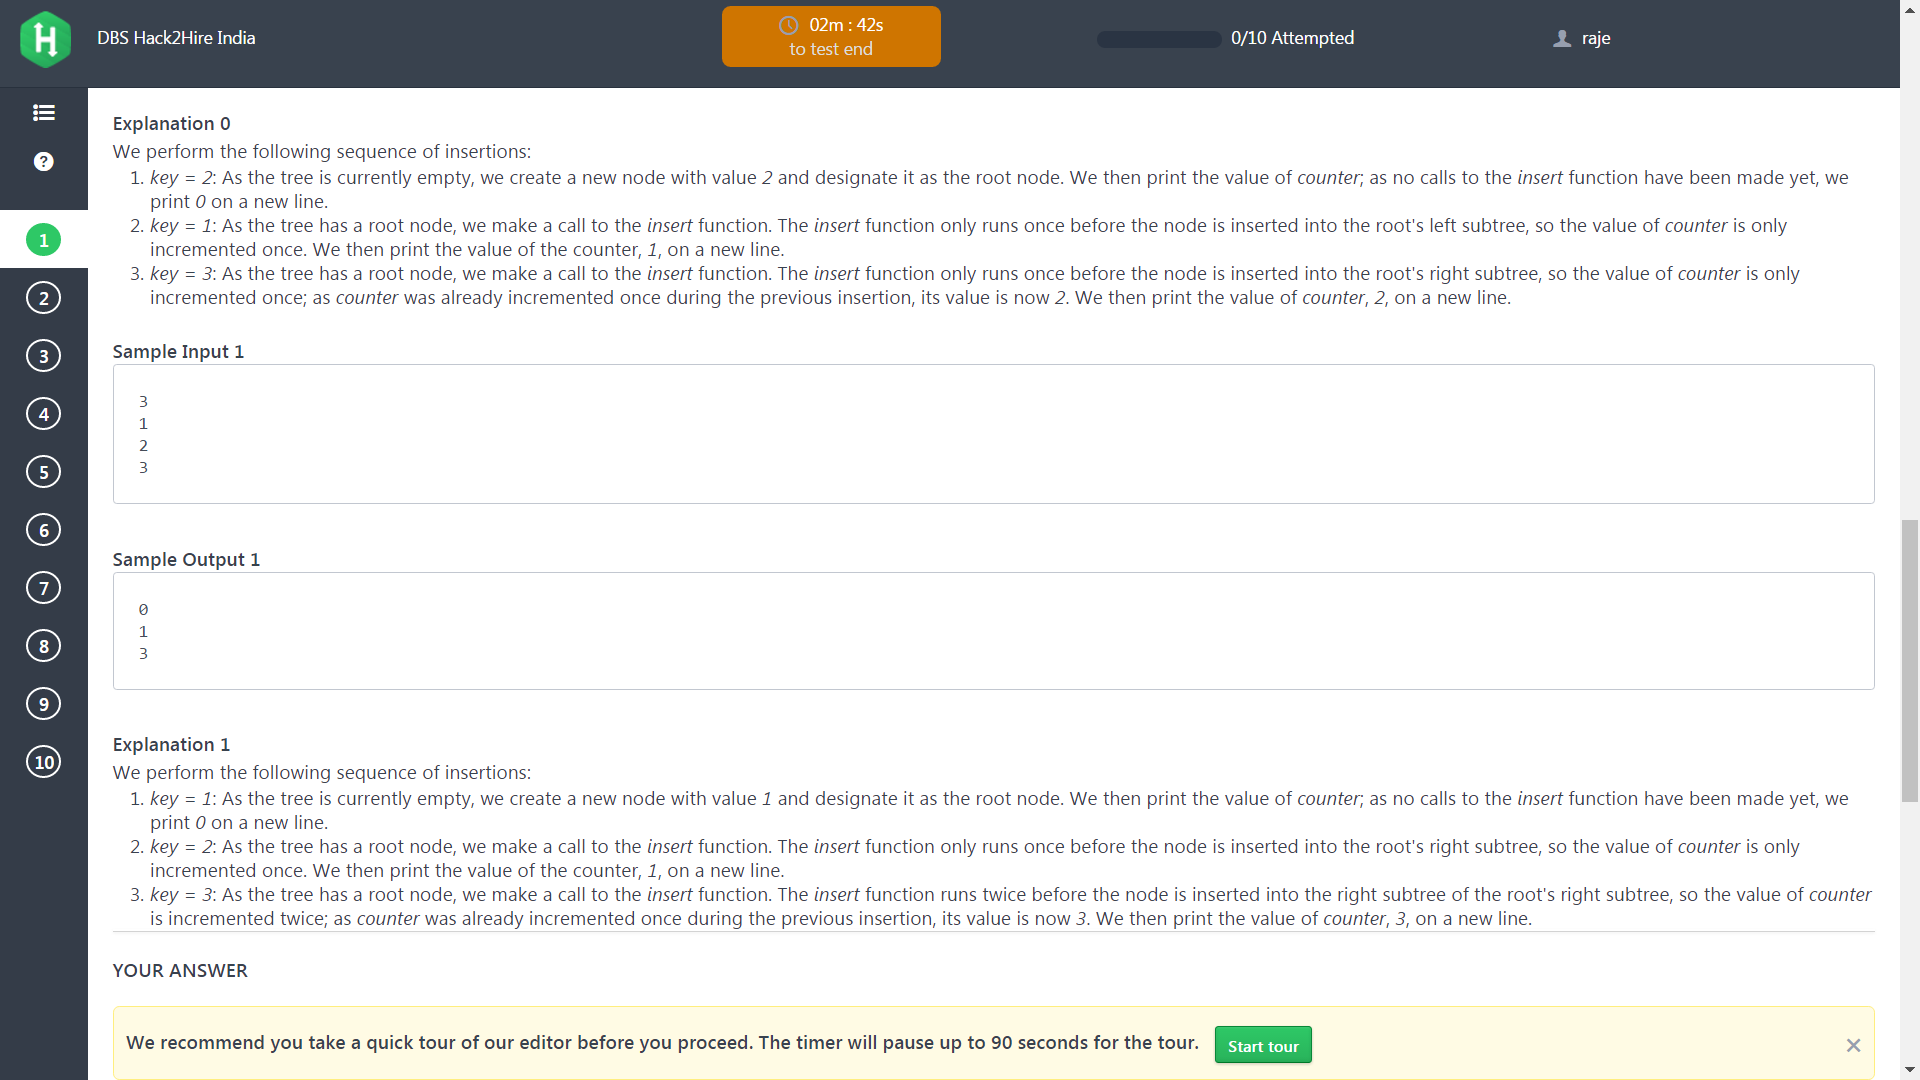 DBS Hack2Hire India
02m : 42s
to test end
0/10 Attempted
raje
1
2
3
4
5
6
7
8
9
10
Explanation 0
We perform the following sequence of insertions:
1. key = 2: As the tree is currently empty, we create a new node with value 2 and designate it as the root node. We then print the value of counter; as no calls to the insert function have been made yet, we
print 0 on a new line.
2. key = 1: As the tree has a root node, we make a call to the insert function. The insert function only runs once before the node is inserted into the root's left subtree, so the value of counter is only
incremented once. We then print the value of the counter, 1, on a new line.
3. key = 3: As the tree has a root node, we make a call to the insert function. The insert function only runs once before the node is inserted into the root's right subtree, so the value of counter is only
incremented once; as counter was already incremented once during the previous insertion, its value is now 2. We then print the value of counter, 2, on a new line.
Sample Input 1
3
1
2
3
Sample Output 1
0
1
3
Explanation 1
We perform the following sequence of insertions:
1. key = 1: As the tree is currently empty, we create a new node with value 1 and designate it as the root node. We then print the value of counter; as no calls to the insert function have been made yet, we
print 0 on a new line.
2. key = 2: As the tree has a root node, we make a call to the insert function. The insert function only runs once before the node is inserted into the root's right subtree, so the value of counter is only
incremented once. We then print the value of the counter, 1, on a new line.
3. key = 3: As the tree has a root node, we make a call to the insert function. The insert function runs twice before the node is inserted into the right subtree of the root's right subtree, so the value of counter
is incremented twice; as counter was already incremented once during the previous insertion, its value is now 3. We then print the value of counter, 3, on a new line.
YOUR ANSWER
We recommend you take a quick tour of our editor before you proceed. The timer will pause up to 90 seconds for the tour.
Start tour